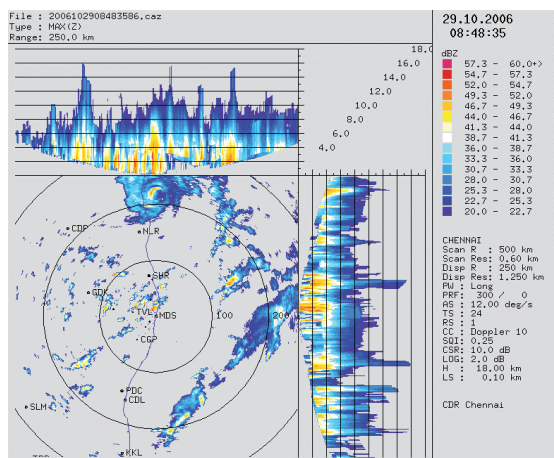 File : 2006102908483586.caz
Type : MAX(Z)
Range: 250.0 km
18.0
16.0
14.0
12.0
10.0
8.0
6.0
4.0
CDP
NLR
SHR
GDK
TVL
MDS
100
200
CGP
PDC
CDL
SLM
KKL
29.10.2006
08:48:35
dBZ
57.3 - 60.0+>
54.7 - 57.3
52.0 - 54.7
49.3 - 52.0
46.7 - 49.3
44.0 - 46.7
41.3 - 44.0
38.7 - 41.3
36.0 - 38.7
33.3 - 36.0
30.7 - 33.3
28.0 - 30.7
25.3 - 28.0
22.7 - 25.3
20.0 - 22.7
CHENNAI
Scan R : 500 km
Scan Res: 0.60 km
Disp R : 250 km
Disp Res: 1.250 km
PW : Long
PRF: 300 / 0
AS : 12.00 deg/s
TS : 24
RS : 1
CC : Doppler 10
SQI: 0.25
CSR: 10.0 dB
LOG: 2.0 dB
H : 18.00 km
LS : 0.10 km
CDR Chennai